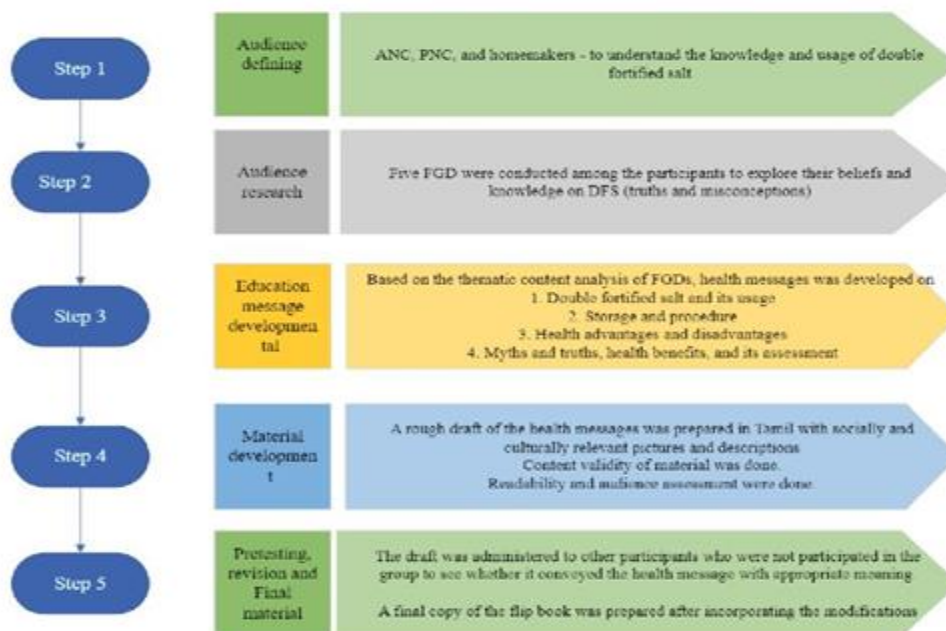 Step 1
Audience
defining
ANC, PNC, and homemakers - to understand the knowledge and usage of double
fortified salt
Step 2
Audience
research
Five FGD were conducted among the participants to explore their beliefs and
knowledge on DFS (truths and misconceptions)
Step 3
Education
message
developmen
tal
Based on the thematic content analysis of FGDs, health messages was developed on
1. Double fortified salt and its usage
2. Storage and procedure
3. Health advantages and disadvantages
4. Myths and truths, health benefits, and its assessment
Step 4
Material
developmen
t
A rough draft of the health messages was prepared in Tamil with socially and
culturally relevant pictures and descriptions
Content validity of material was done.
Readability and audience assessment were done.
Step 5
Pretesting,
revision and
Final
material
The draft was administered to other participants who were not participated in the
group to see whether it conveyed the health message with appropriate meaning
A final copy of the flip book was prepared after incorporating the modifications